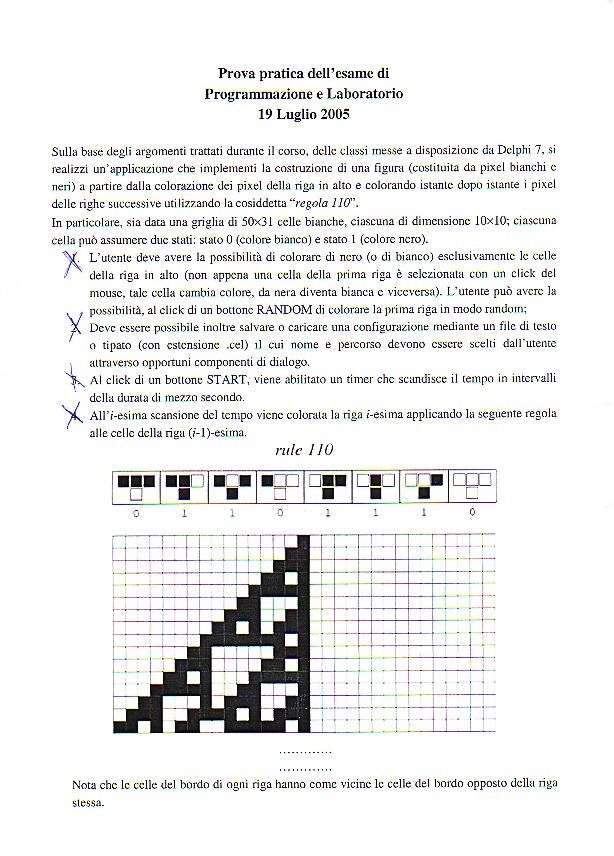 Prova pratica dell'esame di
Programmazione e Laboratorio
19 Luglio 2005
Sulla base degli argomenti trattati durante il corso, delle classi messe a disposizione da Delphi 7, si
realizzi un'applicazione che implementi la costruzione di una figura (costituita da pixel bianchi e
neri) a partire dalla colorazione dei pixel della riga in alto e colorando istante dopo istante i pixel
delle righe successive utilizzando la cosiddetta "regola 110".
In particolare, sia data una griglia di 50×31 celle bianche, ciascuna di dimensione 10×10; ciascuna
cella può assumere due stati: stato 0 (colore bianco) e stato 1 (colore nero).
1. L'utente deve avere la possibilità di colorare di nero (o di bianco) esclusivamente le celle
della riga in alto (non appena una cella della prima riga è selezionata con un click del
mouse, tale cella cambia colore, da nera diventa bianca e viceversa). L'utente può avere la
possibilità, al click di un bottone RANDOM di colorare la prima riga in modo random;
2. Deve essere possibile inoltre salvare o caricare una configurazione mediante un file di testo
o tipato (con estensione .cel) il cui nome e percorso devono essere scelti dall'utente
attraverso opportuni componenti di dialogo.
3. Al click di un bottone START, viene abilitato un timer che scandisce il tempo in intervalli
della durata di mezzo secondo.
4. All'i-esima scansione del tempo viene colorata la riga i-esima applicando la seguente regola
alle celle della riga (i-1)-esima.
rule 110
0 1 1 0 1 1 1 0
.............
.............
Nota che le celle del bordo di ogni riga hanno come vicine le celle del bordo opposto della riga
stessa.